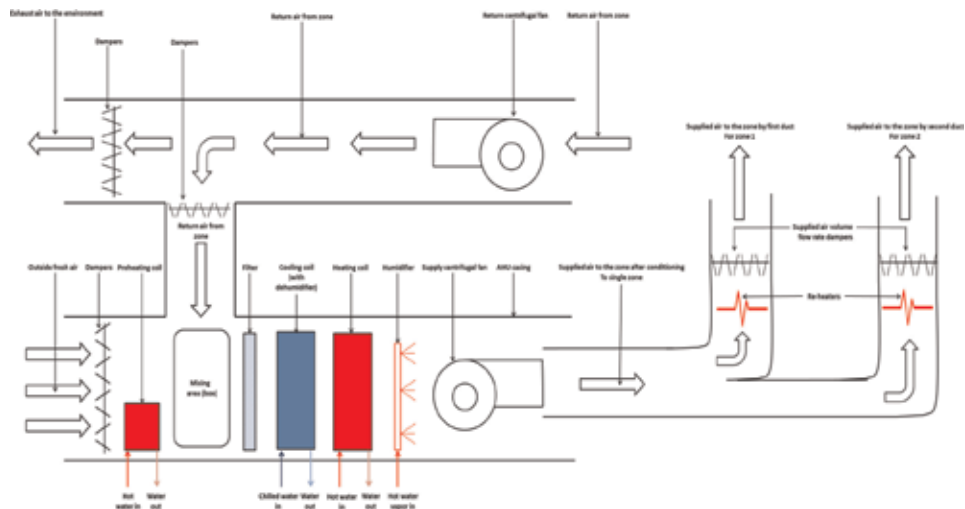 Exhaust air to the environment
Return air from zone
Return centrifugal fan
Return air from zone
Dampers
Dampers
Supplied air to the zone by first duct
For zone 1
Supplied air to the zone by second duct
For zone 2
Return air from
zone
Supplied air volume
flow rate dampers
Outside fresh air
Dampers
Preheating coil
Filter
Cooling coil
(with
dehumidifier)
Heating coil
Humidifier
Supply centrifugal fan
AHU casing
Supplied air to the zone after conditioning
To single zone
Re heaters
Mixing
area (box)
Hot
water in
Water
out
Chilled water
in
Water
out
Hot water
in
Water
out
Hot water
vapor in